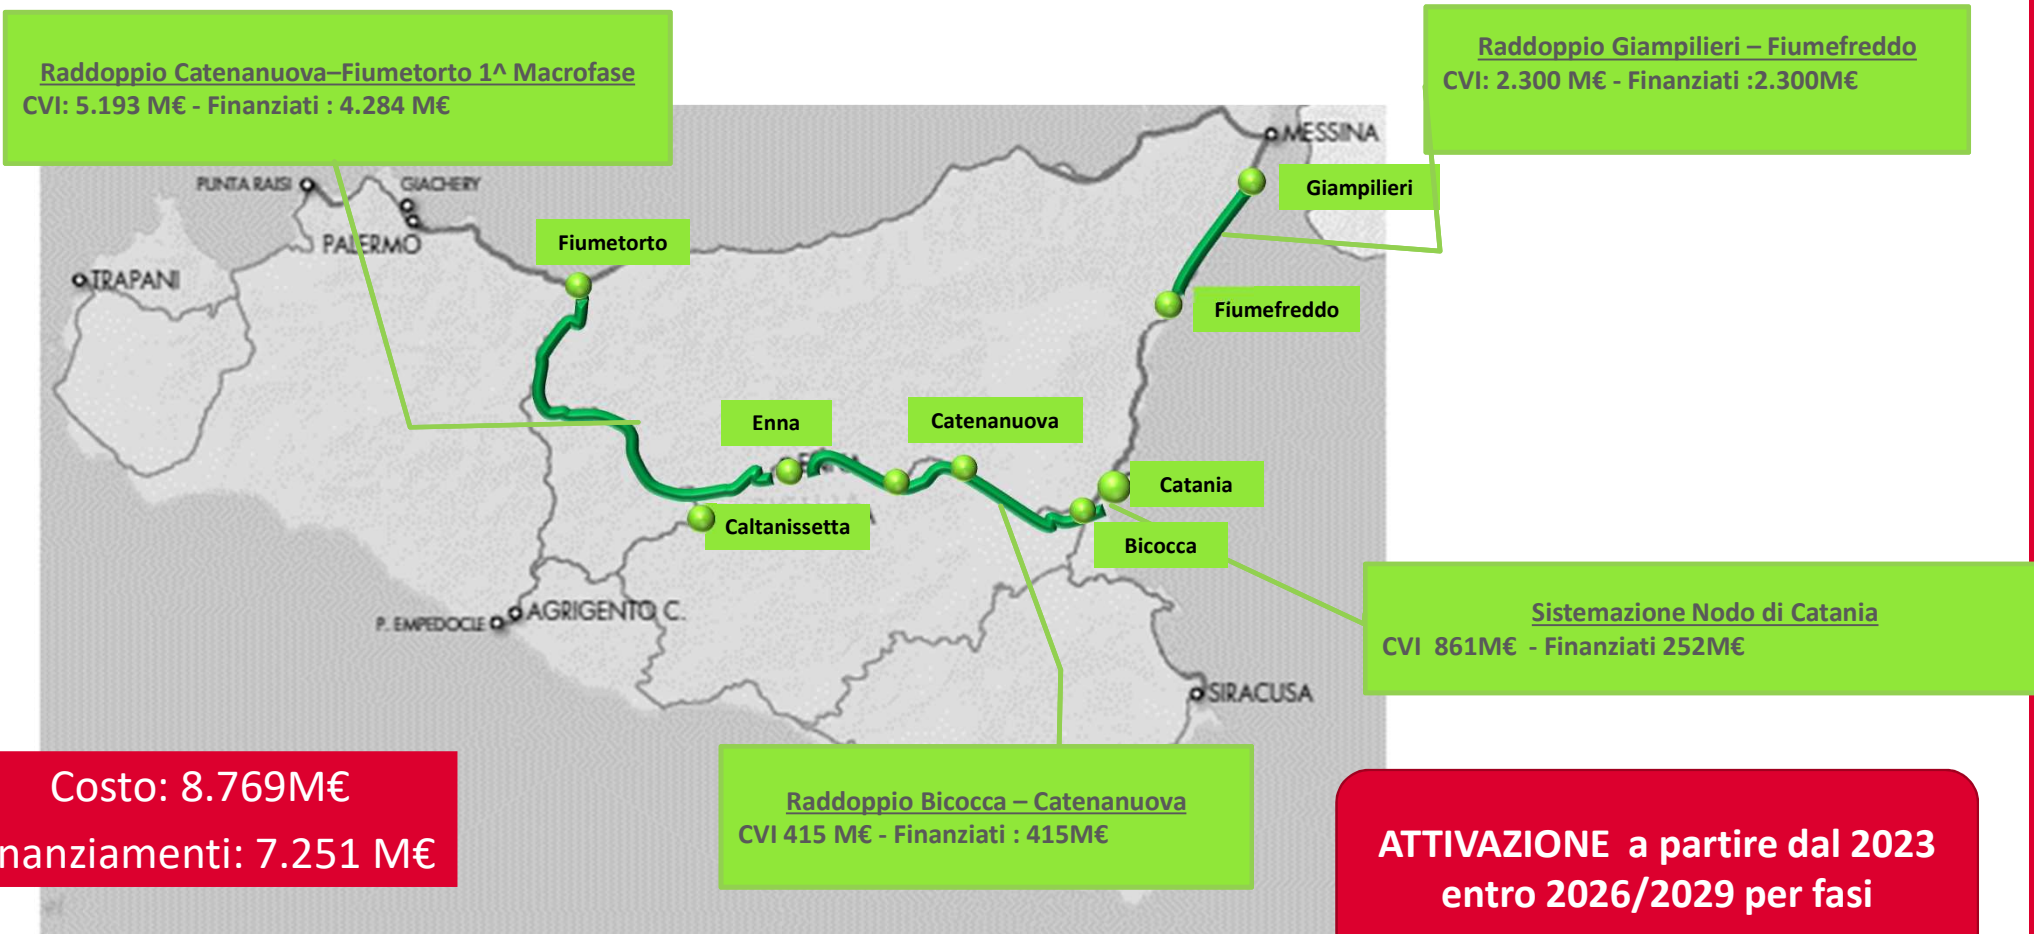 Raddoppio Catenanuova–Fiumetorto 1^ Macrofase
CVI: 5.193 M€ - Finanziati : 4.284 M€
Raddoppio Giampilieri – Fiumefreddo
CVI: 2.300 M€ - Finanziati :2.300M€
MESSINA
PUNTA RAISI
GIACHERY
Giampilieri
PALERMO
Fiumetorto
TRAPANI
Fiumefreddo
Enna
Catenanuova
Catania
Caltanissetta
Bicocca
P. EMPEDOCLE
AGRIGENTO C.
Sistemazione Nodo di Catania
CVI 861M€ - Finanziati 252M€
SIRACUSA
Costo: 8.769M€
nanziamenti: 7.251 M€
Raddoppio Bicocca – Catenanuova
CVI 415 M€ - Finanziati : 415M€
ATTIVAZIONE a partire dal 2023
entro 2026/2029 per fasi